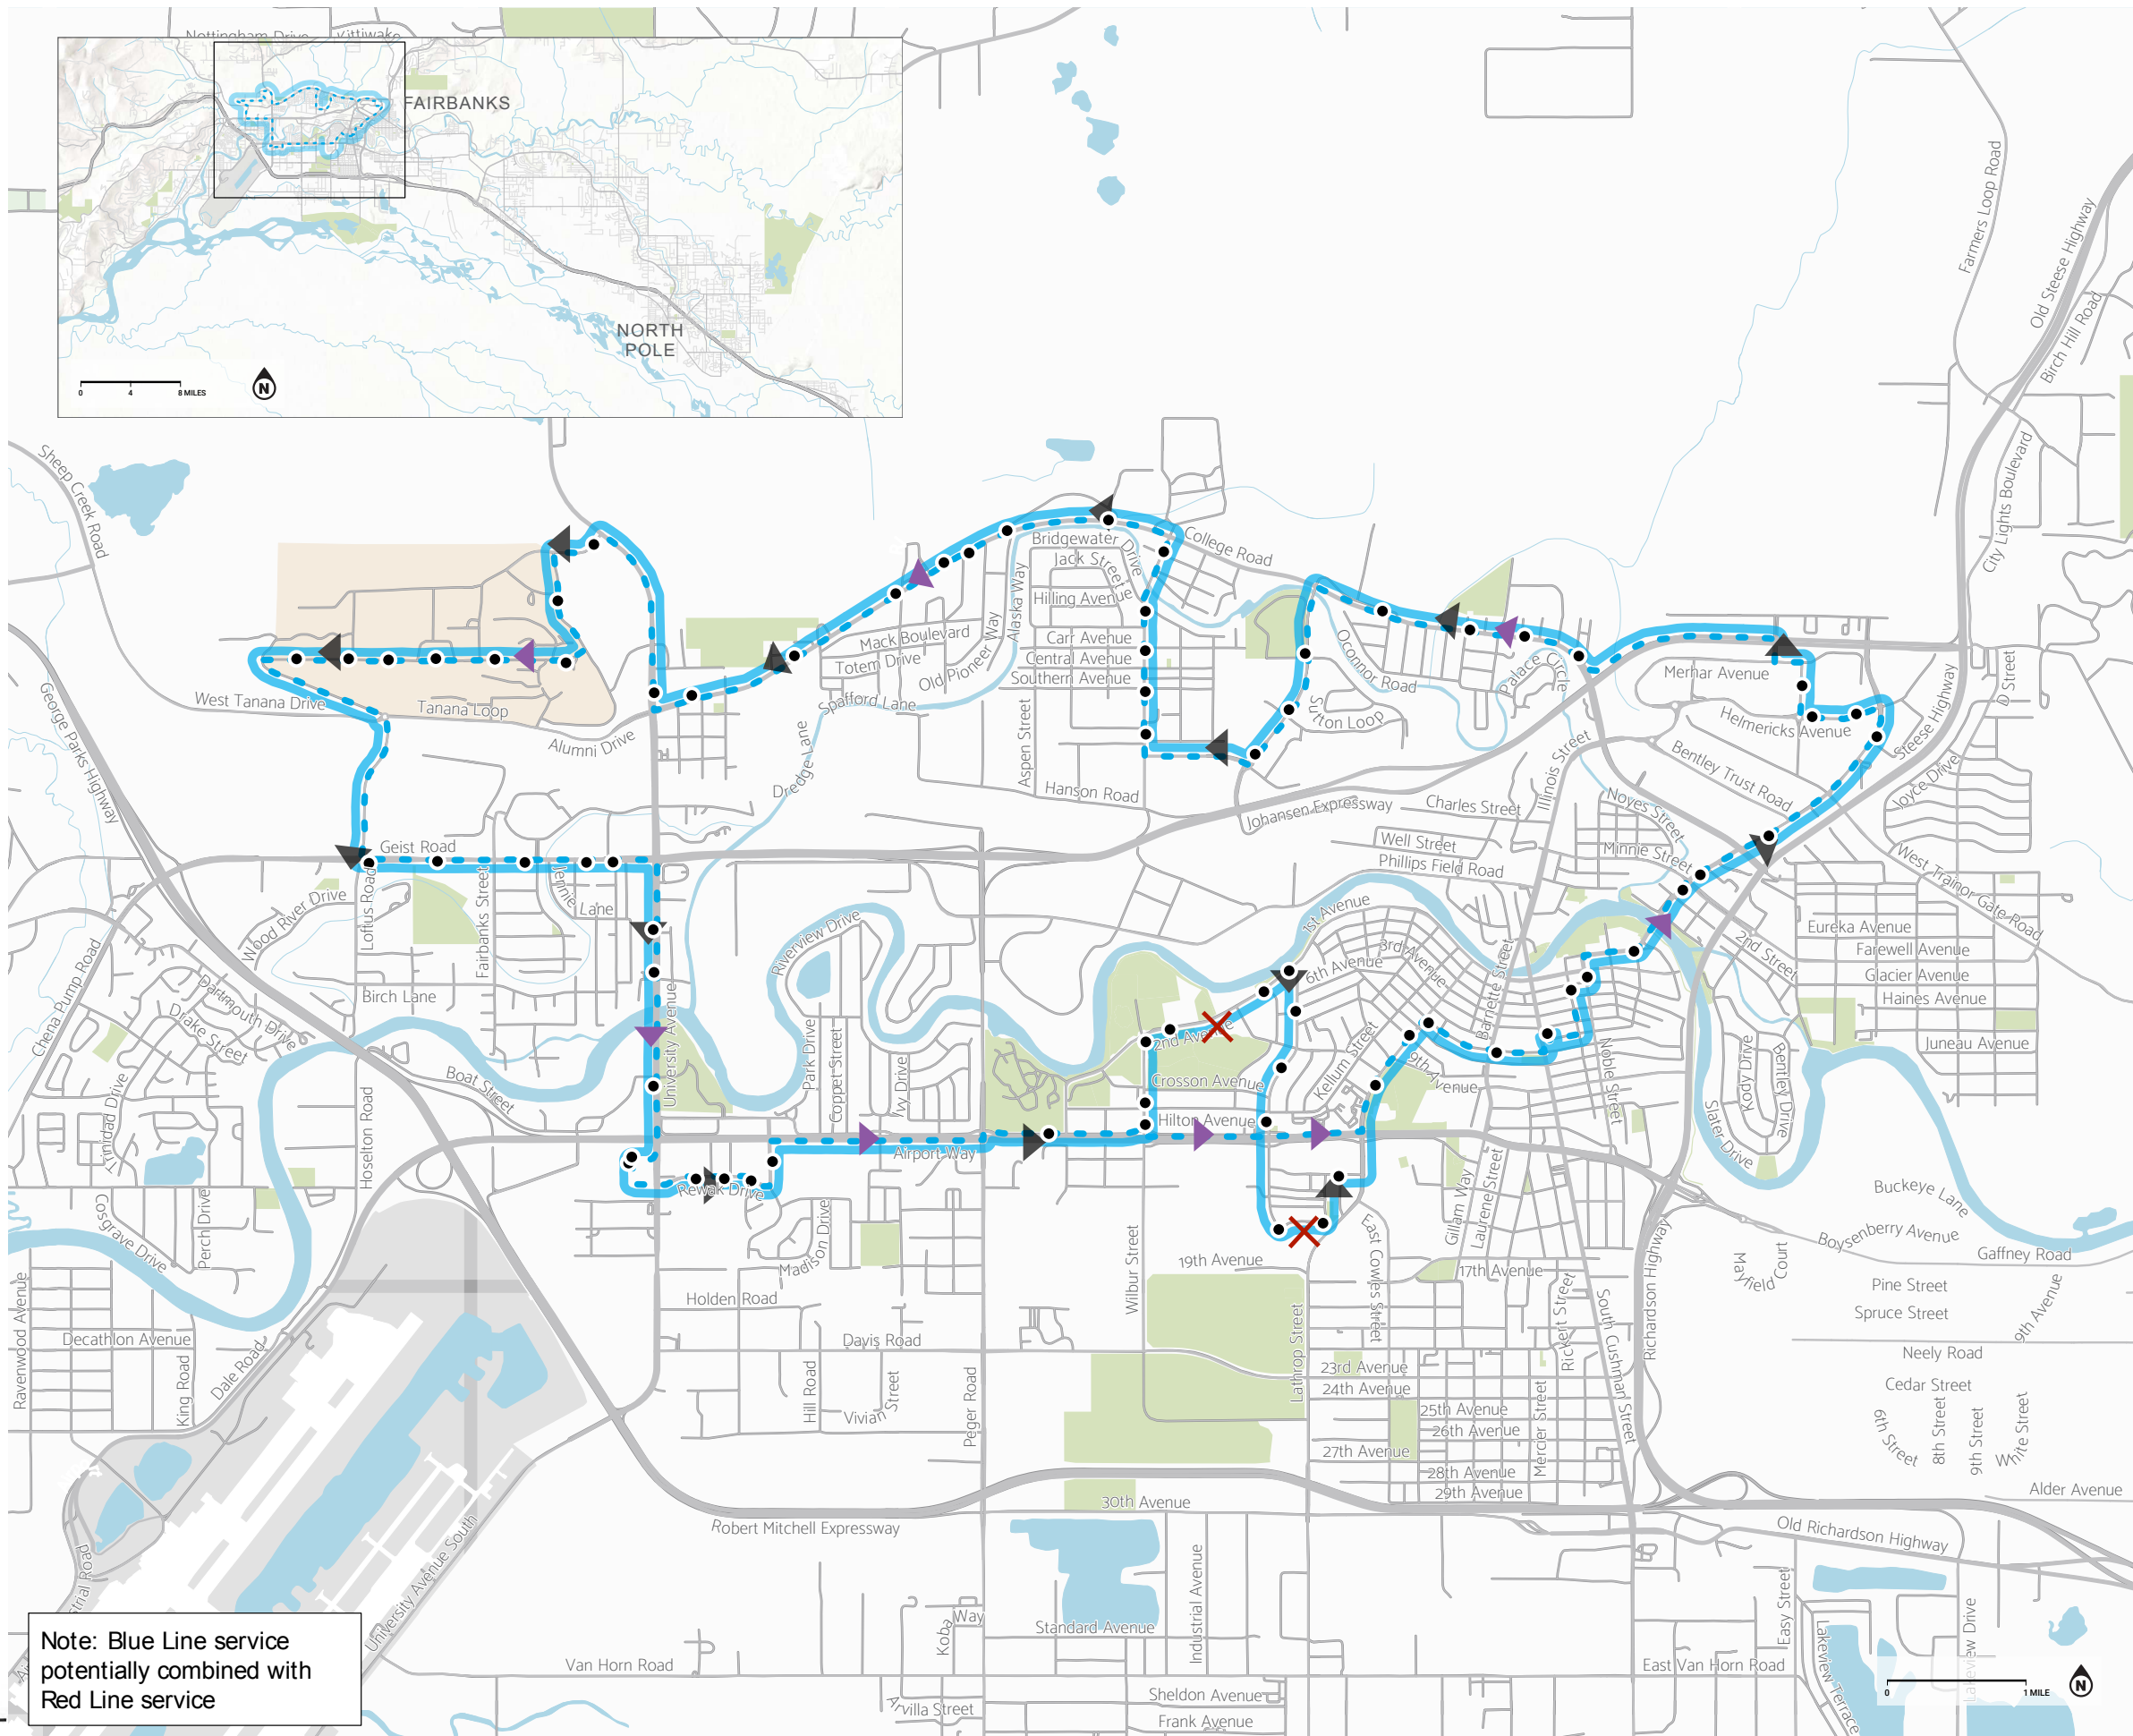 Nottingham Drive
Kittiwake
FAIRBANKS
NORTH
POLE
0 4 8 MILES
N
Farmers Loop Road
Old Steese Highway
Birch Hill Road
City Lights Boulevard
Sheep Creek Road
College Road
Bridgewater Drive
Jack Street
Hilling Avenue
Alaska Way
Carr Avenue
Central Avenue
Southern Avenue
Mack Boulevard
Totem Drive
Old Pioneer Way
Spafford Lane
Oconnor Road
Palace Circle
Merhar Avenue
Helmericks Avenue
Steese Highway
D Street
West Tanana Drive
Tanana Loop
Alumni Drive
George Parks Highway
Dredge Lane
Aspen Street
Hanson Road
Johansen Expressway
Illinois Street
Bentley Trust Road
Joyce Drive
Charles Street
Noyes Street
Well Street
Phillips Field Road
Minnie Street
West Trainor Gate Road
Geist Road
Loftus Road
Fairbanks Street
Jennie Lane
Wood River Drive
Riverview Drive
1st Avenue
3rd Avenue
6th Avenue
Barnette Street
2nd Street
Eureka Avenue
Farewell Avenue
Glacier Avenue
Haines Avenue
Juneau Avenue
Chena Pump Road
Dartmouth Drive
Drake Street
Birch Lane
University Avenue
Park Drive
Coppet Street
Ivy Drive
2nd Avenue
Crosson Avenue
Hilton Avenue
Kellum Street
9th Avenue
Noble Street
Kody Drive
Bentley Drive
Slater Drive
Trinidad Drive
Boat Street
Hoselton Road
Airport Way
Rewak Drive
Cosgrave Drive
Perch Drive
Madison Drive
Wilbur Street
19th Avenue
East Cowles Street
Gillam Way
Laurene Street
17th Avenue
Buckeye Lane
Boysenberry Avenue
Gaffney Road
Mayfield Court
Pine Street
Spruce Street
9th Avenue
Neely Road
Cedar Street
6th Street
8th Street
9th Street
White Street
Alder Avenue
Ravenwood Avenue
Decathlon Avenue
King Road
Dale Road
Holden Road
Davis Road
Hill Road
Vivian Street
Peger Road
Lathrop Street
Rickert Street
South Cushman Street
Richardson Highway
23rd Avenue
24th Avenue
25th Avenue
26th Avenue
27th Avenue
28th Avenue
29th Avenue
Mercier Street
30th Avenue
Robert Mitchell Expressway
Old Richardson Highway
University Avenue South
Industrial Avenue
Koba Way
Standard Avenue
Van Horn Road
East Van Horn Road
Easy Street
Lakeview Terrace
Lakeview Drive
Arvilla Street
Sheldon Avenue
Frank Avenue
Note: Blue Line service
potentially combined with
Red Line service
0 1 MILE
N